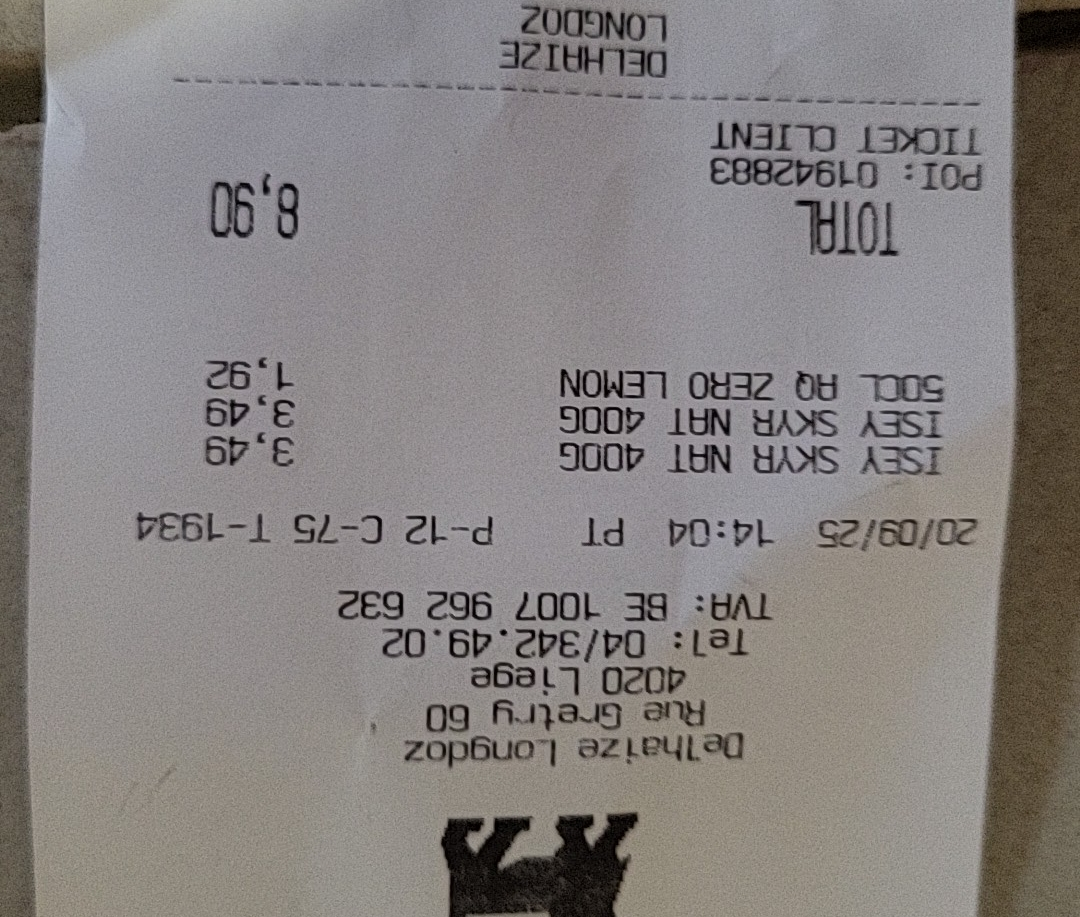 Delhaize Longdoz
Rue Gretry 60
4020 Liege
Tel: 04/342.49.02
TVA: BE 1007 962 632
20/09/25 14:04 PT P-12 C-75 T-1934
ISEY SKYR NAT 400G 3,49
ISEY SKYR NAT 400G 3,49
50CL AQ ZERO LEMON 1,92
TOTAL 8,90
POI: 01942883
TICKET CLIENT
DELHAIZE
LONGDOZ